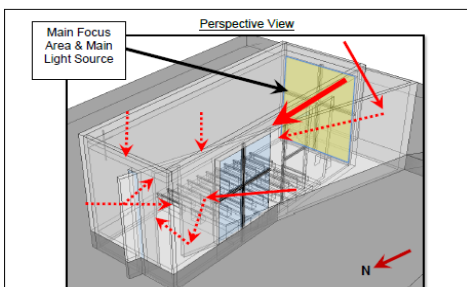 Perspective View
Main Focus
Area & Main
Light Source
N